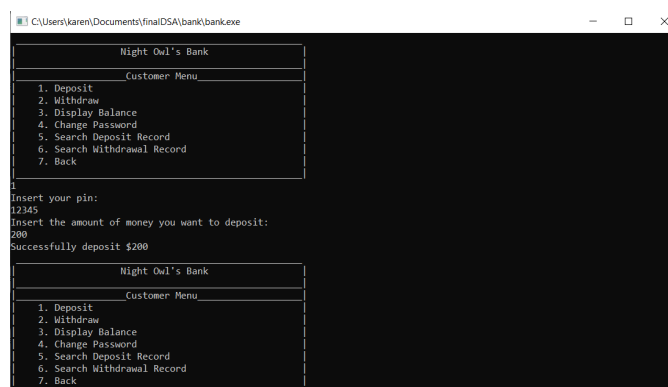 C:\Users\karen\Documents\finalDSA\bank\bank.exe
Night Owl's Bank
Customer Menu
1. Deposit
2. Withdraw
3. Display Balance
4. Change Password
5. Search Deposit Record
6. Search Withdrawal Record
7. Back
1
Insert your pin:
12345
Insert the amount of money you want to deposit:
200
Successfully deposit $200
Night Owl's Bank
Customer Menu
1. Deposit
2. Withdraw
3. Display Balance
4. Change Password
5. Search Deposit Record
6. Search Withdrawal Record
7. Back